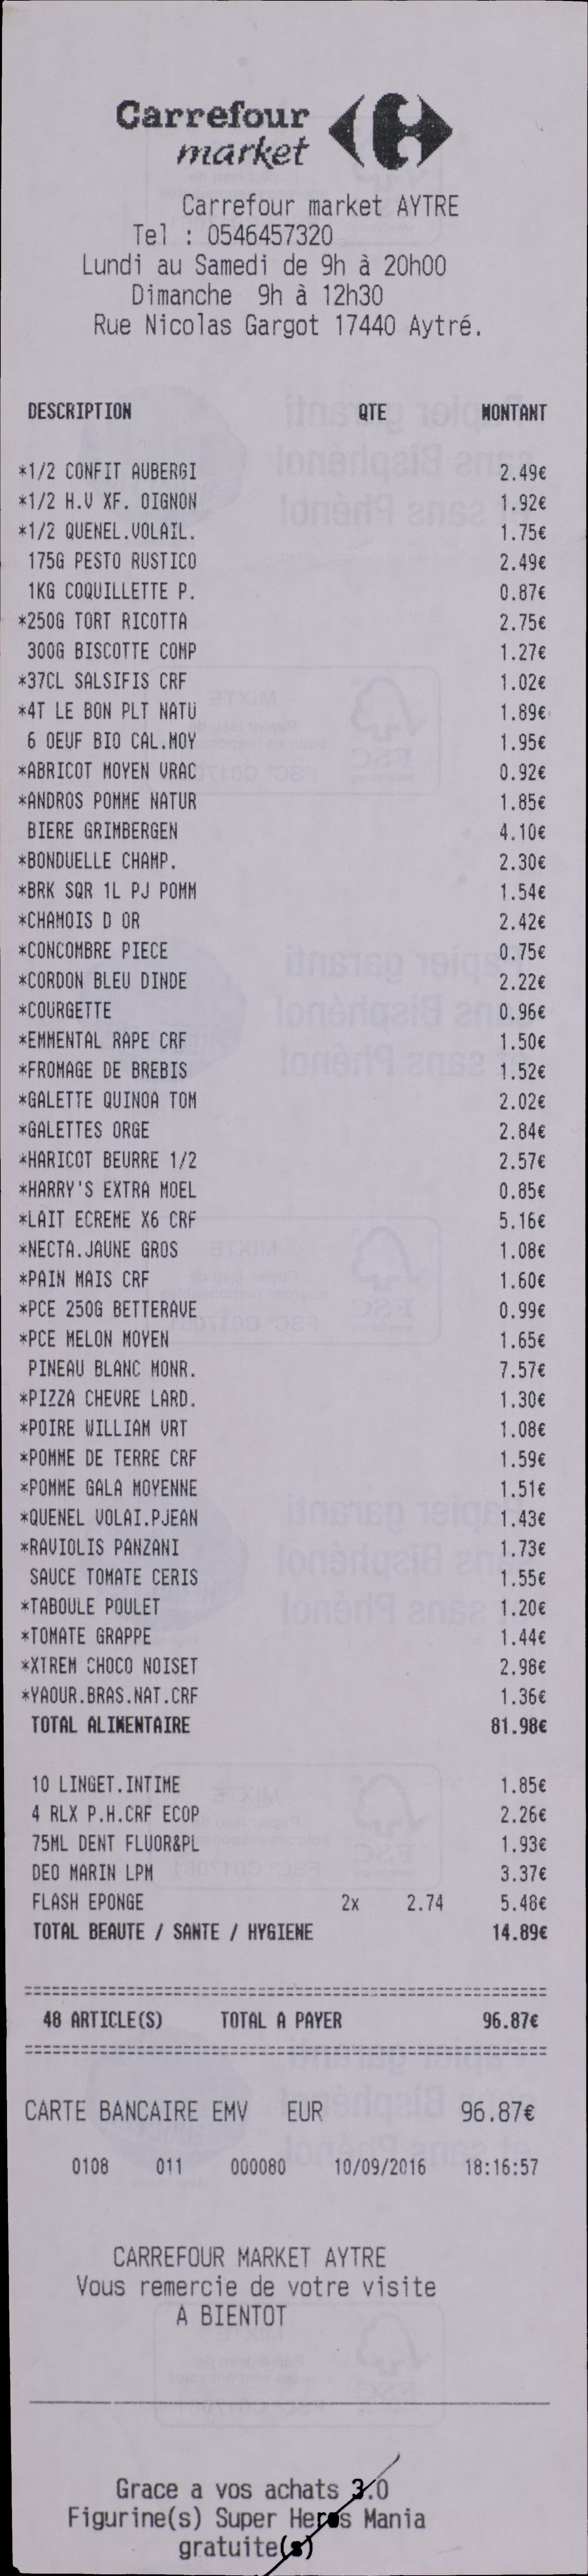 Carrefour
market
Carrefour market AYTRE
Tel : 0546457320
Lundi au Samedi de 9h à 20h00
Dimanche 9h à 12h30
Rue Nicolas Gargot 17440 Aytré.
DESCRIPTION QTE MONTANT
*1/2 CONFIT AUBERGI 2.49€
*1/2 H.V XF. OIGNON 1.92€
*1/2 QUENEL.VOLAIL. 1.75€
175G PESTO RUSTICO 2.49€
1KG COQUILLETTE P. 0.87€
*250G TORT RICOTTA 2.75€
300G BISCOTTE COMP 1.27€
*37CL SALSIFIS CRF 1.02€
*4T LE BON PLT NATU 1.89€
6 OEUF BIO CAL.MOY 1.95€
*ABRICOT MOYEN VRAC 0.92€
*ANDROS POMME NATUR 1.85€
BIERE GRIMBERGEN 4.10€
*BONDUELLE CHAMP. 2.30€
*BRK SQR 1L PJ POMM 1.54€
*CHAMOIS D OR 2.42€
*CONCOMBRE PIECE 0.75€
*CORDON BLEU DINDE 2.22€
*COURGETTE 0.96€
*EMMENTAL RAPE CRF 1.50€
*FROMAGE DE BREBIS 1.52€
*GALETTE QUINOA TOM 2.02€
*GALETTES ORGE 2.84€
*HARICOT BEURRE 1/2 2.57€
*HARRY'S EXTRA MOEL 0.85€
*LAIT ECREME X6 CRF 5.16€
*NECTA.JAUNE GROS 1.08€
*PAIN MAIS CRF 1.60€
*PCE 250G BETTERAVE 0.99€
*PCE MELON MOYEN 1.65€
PINEAU BLANC MONR. 7.57€
*PIZZA CHEVRE LARD. 1.30€
*POIRE WILLIAM VRT 1.08€
*POMME DE TERRE CRF 1.59€
*POMME GALA MOYENNE 1.51€
*QUENEL VOLAI.PJEAN 1.43€
*RAVIOLIS PANZANI 1.73€
SAUCE TOMATE CERIS 1.55€
*TABOULE POULET 1.20€
*TOMATE GRAPPE 1.44€
*XTREM CHOCO NOISET 2.98€
*YAOUR.BRAS.NAT.CRF 1.36€
TOTAL ALIMENTAIRE 81.98€
10 LINGET.INTIME 1.85€
4 RLX P.H.CRF ECOP 2.26€
75ML DENT FLUOR&PL 1.93€
DEO MARIN LPM 3.37€
FLASH EPONGE 2x 2.74 5.48€
TOTAL BEAUTE / SANTE / HYGIENE 14.89€
48 ARTICLE(S) TOTAL A PAYER 96.87€
CARTE BANCAIRE EMV EUR 96.87€
0108 011 000080 10/09/2016 18:16:57
CARREFOUR MARKET AYTRE
Vous remercie de votre visite
A BIENTOT
Grace a vos achats 3.0
Figurine(s) Super Heros Mania
gratuite(s)